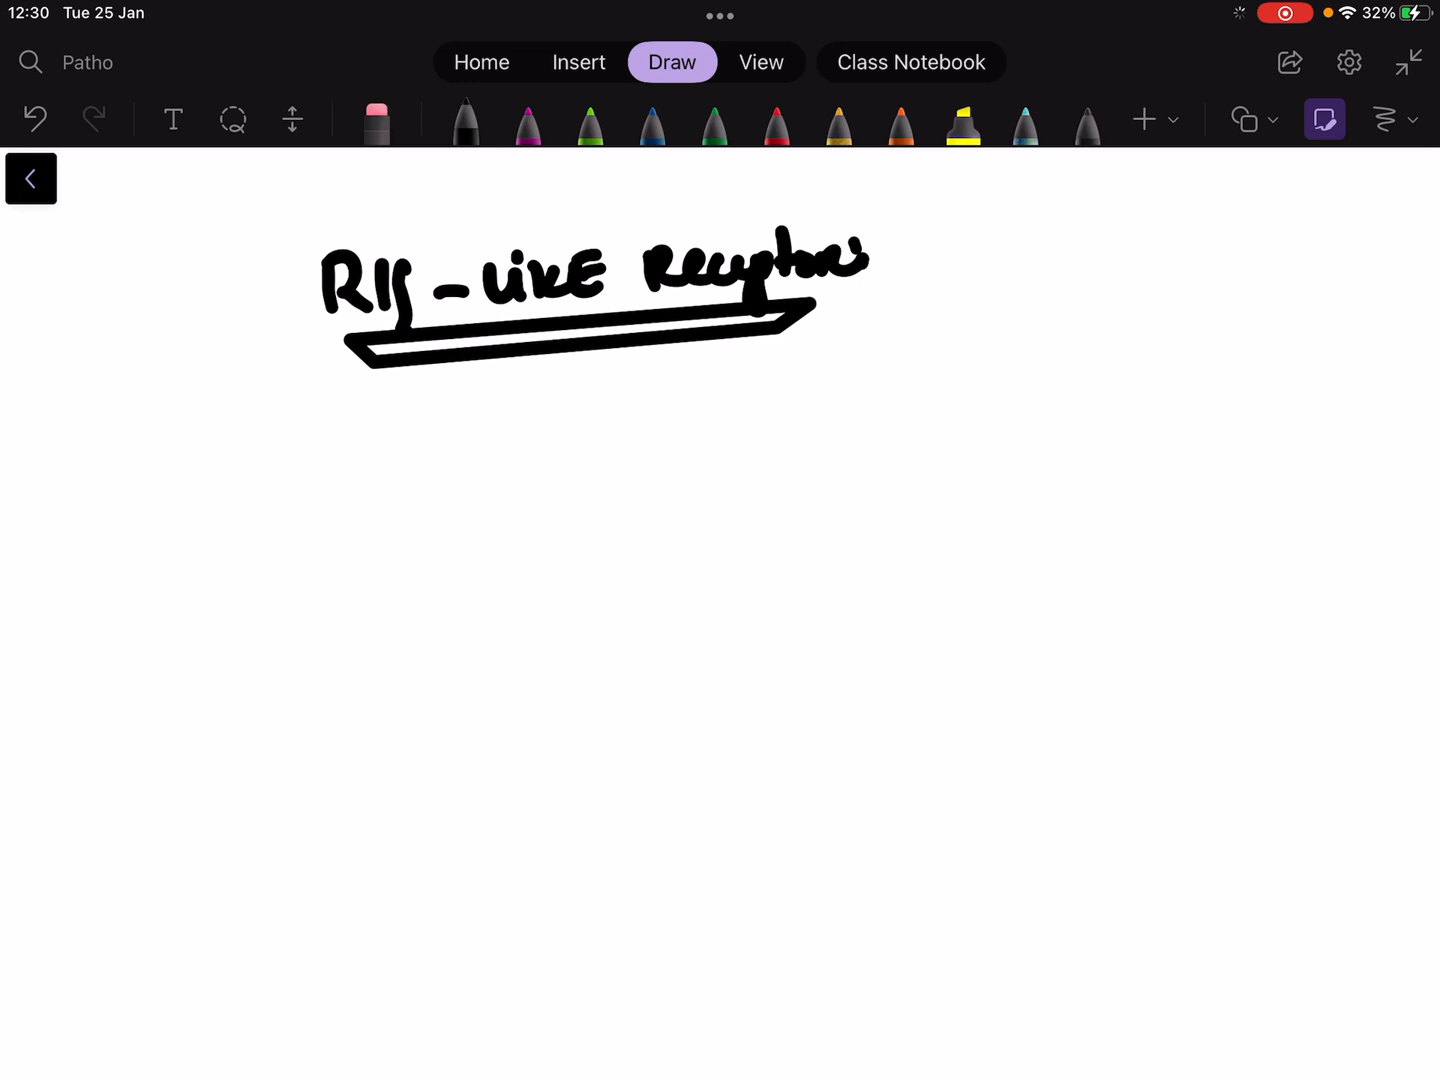 12:30 Tue 25 Jan 32%
Patho Home Insert Draw View Class Notebook
T
RIG-LIKE Receptors